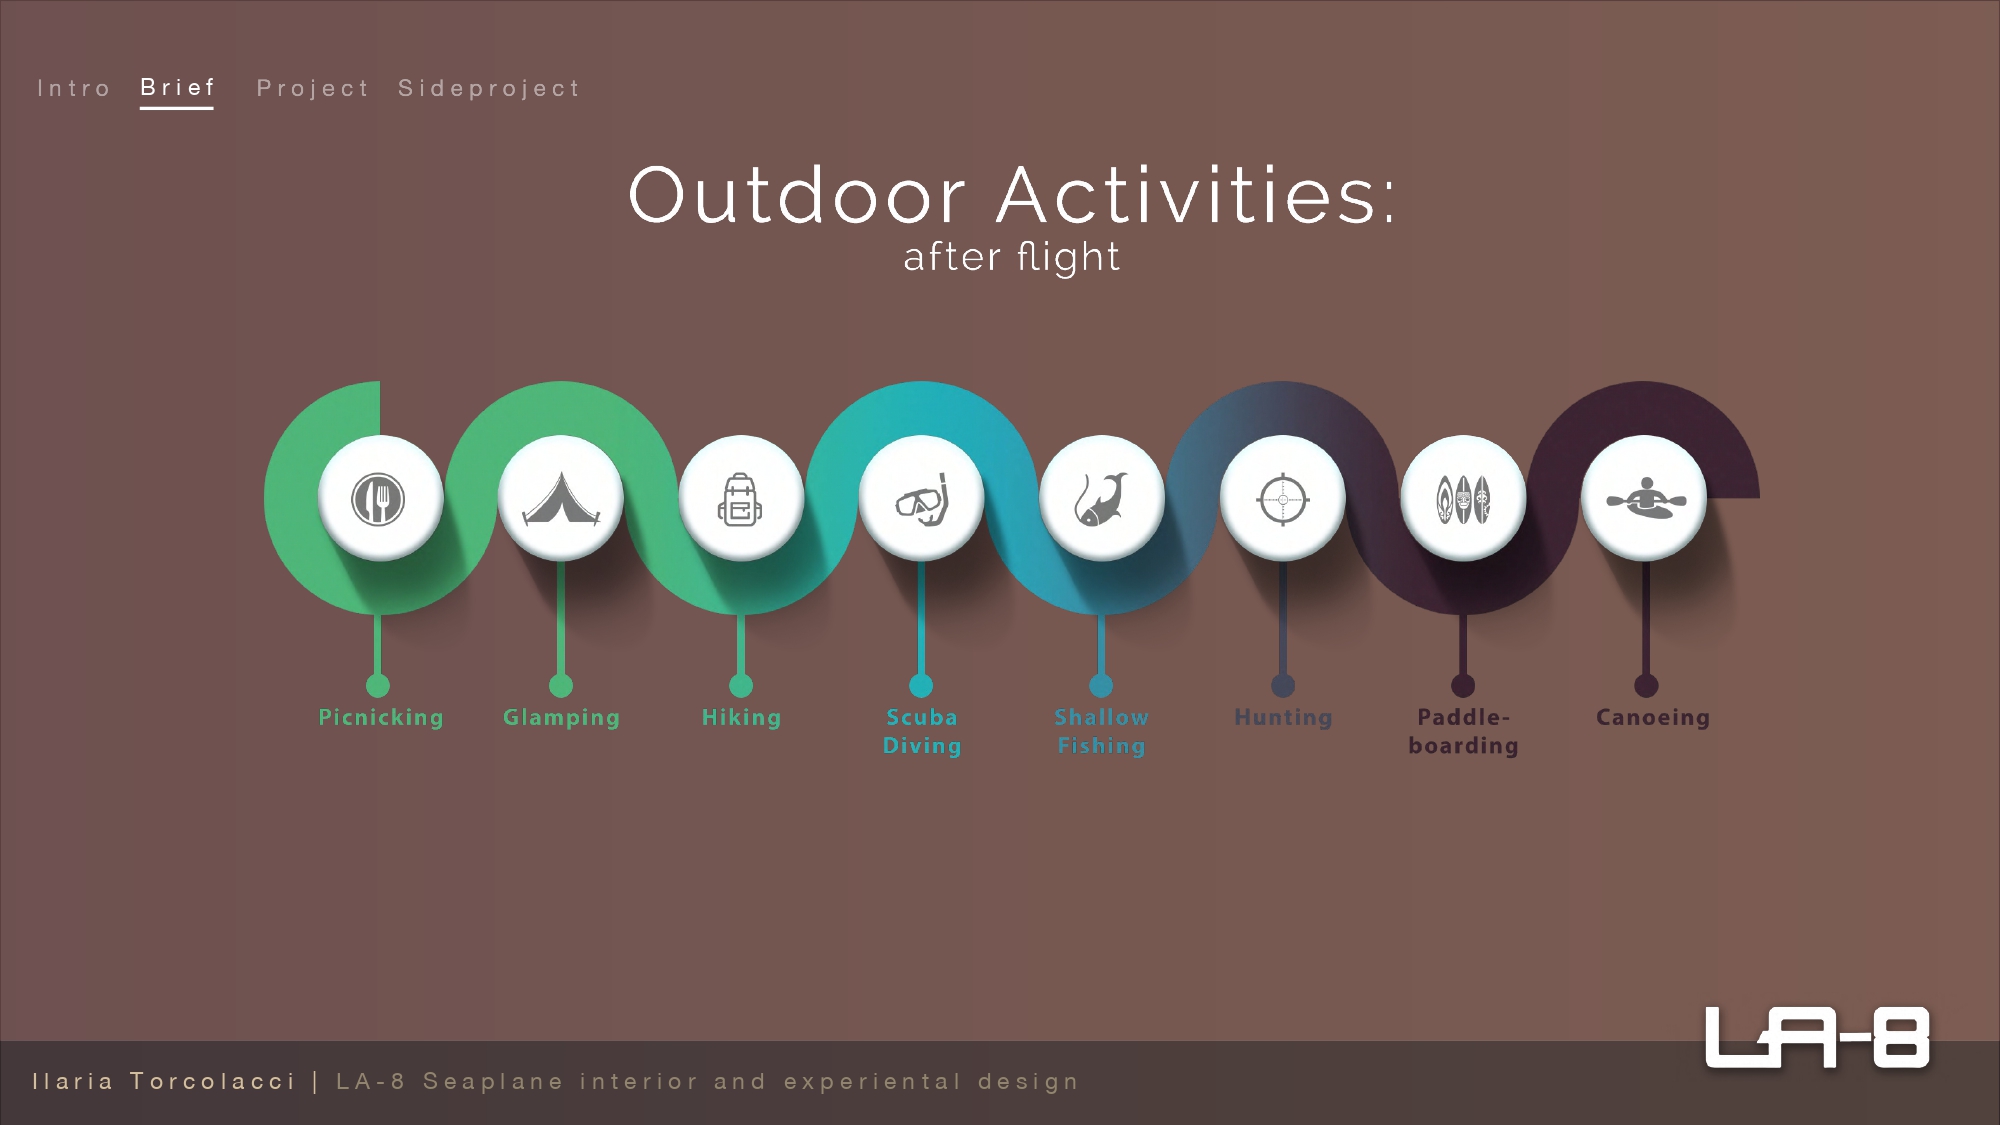 Intro Brief Project Sideproject
Outdoor Activities:
after flight
Picnicking Glamping Hiking Scuba Diving Shallow Fishing Hunting Paddle-boarding Canoeing
LA-8
Ilaria Torcolacci | LA-8 Seaplane interior and experiental design